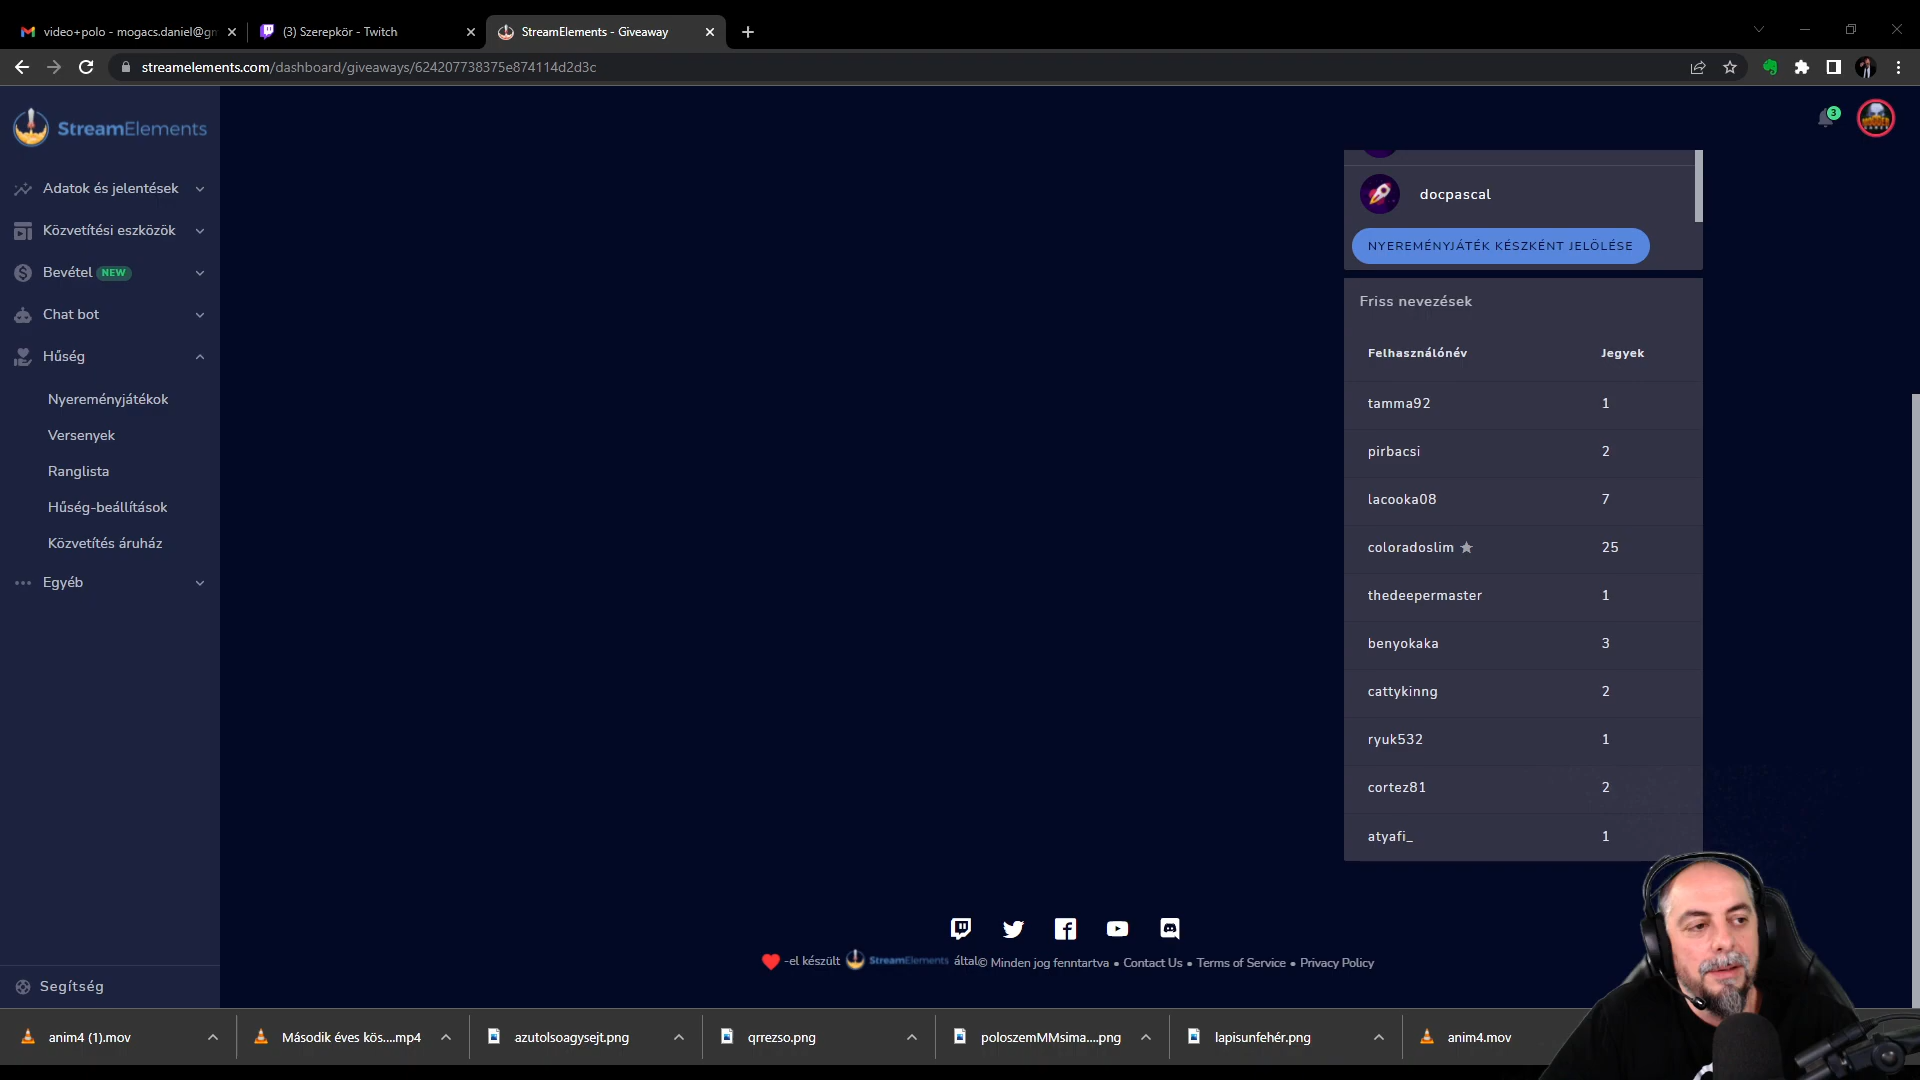 video+polo - mogacs.daniel@gm
(3) Szerepkör - Twitch
StreamElements - Giveaway
streamelements.com/dashboard/giveaways/624207738375e874114d2d3c
StreamElements
3
Adatok és jelentések
Közvetítési eszközök
Bevétel NEW
Chat bot
Hűség
Nyereményjátékok
Versenyek
Ranglista
Hűség-beállítások
Közvetítés áruház
Egyéb
Segítség
docpascal
NYEREMÉNYJÁTÉK KÉSZKÉNT JELÖLÉSE
Friss nevezések
Felhasználónév Jegyek
tamma92 1
pirbacsi 2
lacooka08 7
coloradoslim 25
thedeepermaster 1
benyokaka 3
cattykinng 2
ryuk532 1
cortez81 2
atyafi_ 1
-el készült StreamElements által© Minden jog fenntartva • Contact Us • Terms of Service • Privacy Policy
anim4 (1).mov
Második éves kös....mp4
azutolsoagysejt.png
qrrezso.png
poloszemMMsima....png
lapisunfehér.png
anim4.mov